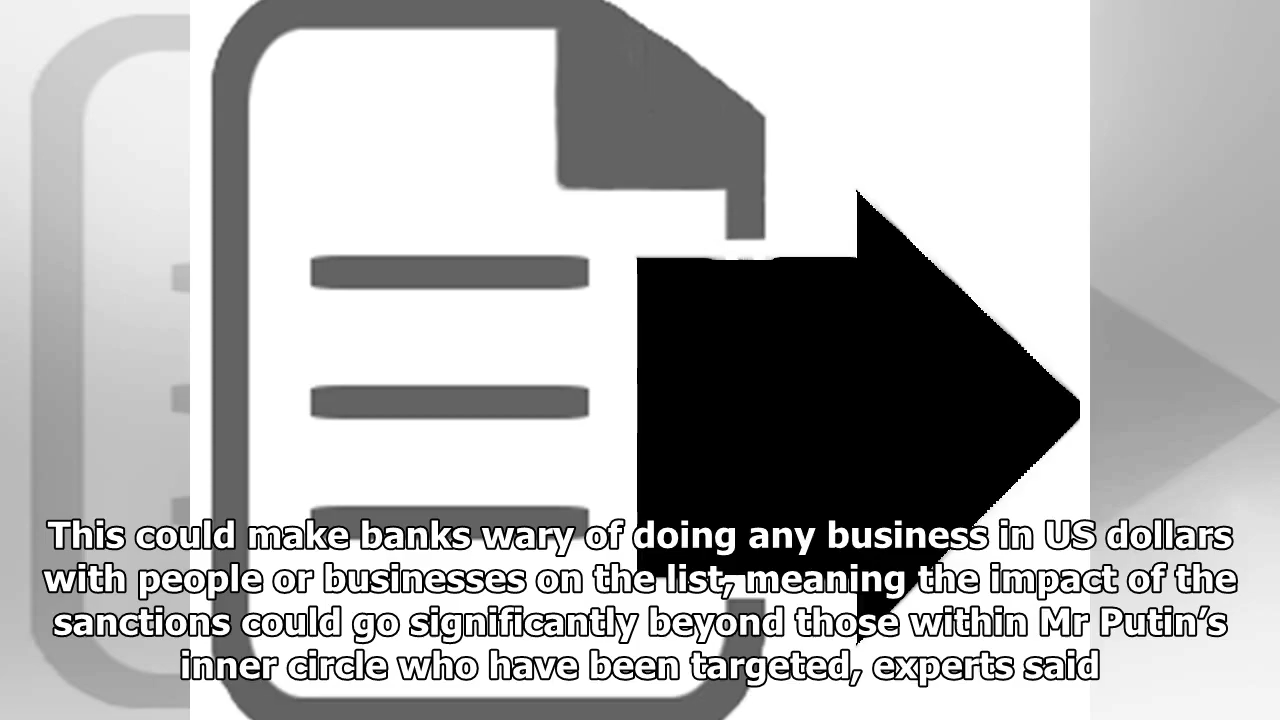 This could make banks wary of doing any business in US dollars
with people or businesses on the list, meaning the impact of the
sanctions could go significantly beyond those within Mr Putin’s
inner circle who have been targeted, experts said